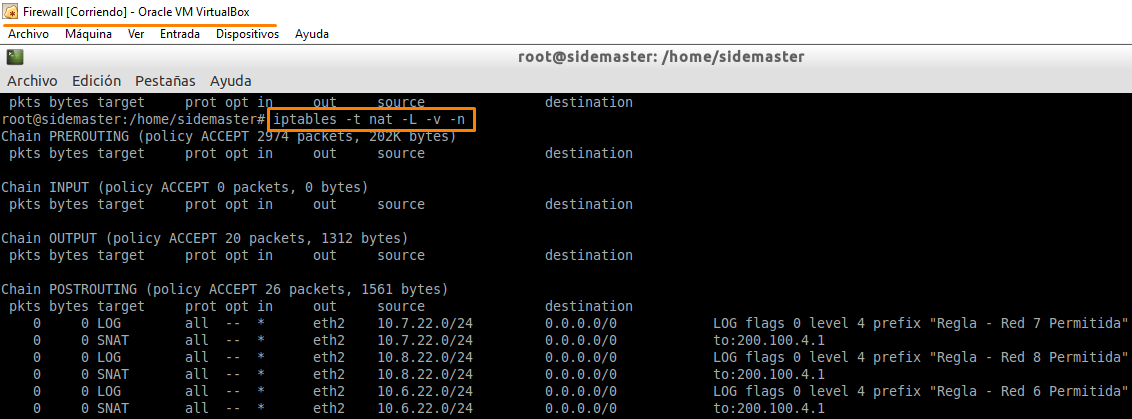 Firewall [Corriendo] - Oracle VM VirtualBox
Archivo Máquina Ver Entrada Dispositivos Ayuda
root@sidemaster: /home/sidemaster
Archivo Edición Pestañas Ayuda
pkts bytes target prot opt in out source destination
root@sidemaster:/home/sidemaster# iptables -t nat -L -v -n
Chain PREROUTING (policy ACCEPT 2974 packets, 202K bytes)
pkts bytes target prot opt in out source destination
Chain INPUT (policy ACCEPT 0 packets, 0 bytes)
pkts bytes target prot opt in out source destination
Chain OUTPUT (policy ACCEPT 20 packets, 1312 bytes)
pkts bytes target prot opt in out source destination
Chain POSTROUTING (policy ACCEPT 26 packets, 1561 bytes)
pkts bytes target prot opt in out source destination
0 0 LOG all -- * eth2 10.7.22.0/24 0.0.0.0/0 LOG flags 0 level 4 prefix "Regla - Red 7 Permitida"
0 0 SNAT all -- * eth2 10.7.22.0/24 0.0.0.0/0 to:200.100.4.1
0 0 LOG all -- * eth2 10.8.22.0/24 0.0.0.0/0 LOG flags 0 level 4 prefix "Regla - Red 8 Permitida"
0 0 SNAT all -- * eth2 10.8.22.0/24 0.0.0.0/0 to:200.100.4.1
0 0 LOG all -- * eth2 10.6.22.0/24 0.0.0.0/0 LOG flags 0 level 4 prefix "Regla - Red 6 Permitida"
0 0 SNAT all -- * eth2 10.6.22.0/24 0.0.0.0/0 to:200.100.4.1